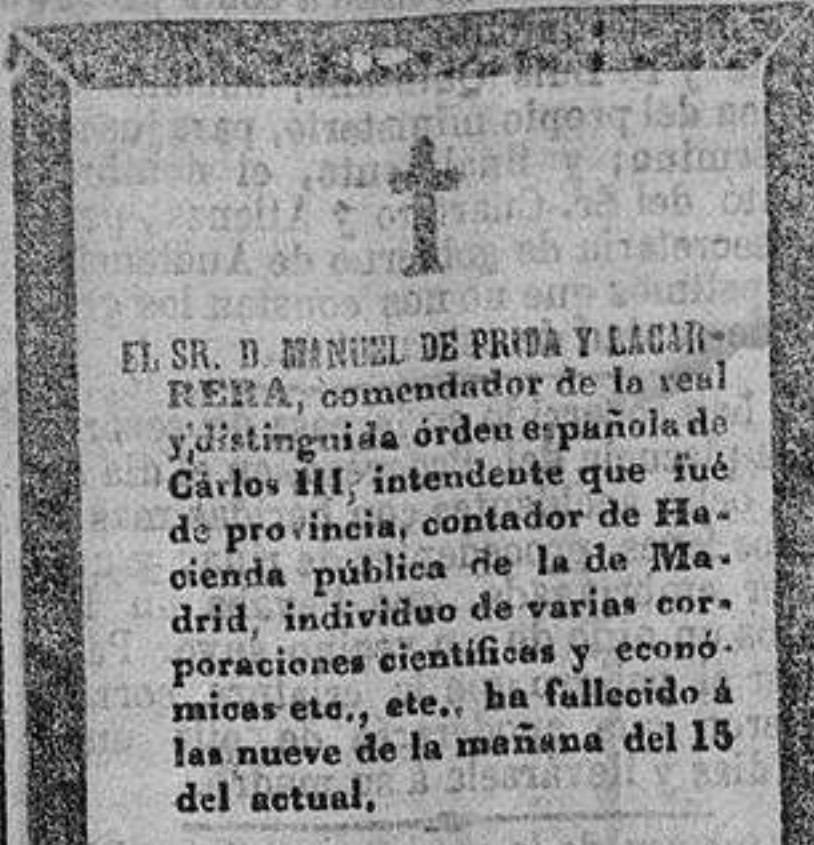 EL SR. D. MANUEL DE PRIDA Y LACAR-
RERA, comendador de la real
y distinguida órden española de
Cárlos III, intendente que fué
de provincia, contador de Ha-
cienda pública de la de Ma-
drid, individuo de varias cor-
poraciones científicas y econó-
micas etc., etc., ha fallecido á
las nueve de la mañana del 15
del actual.